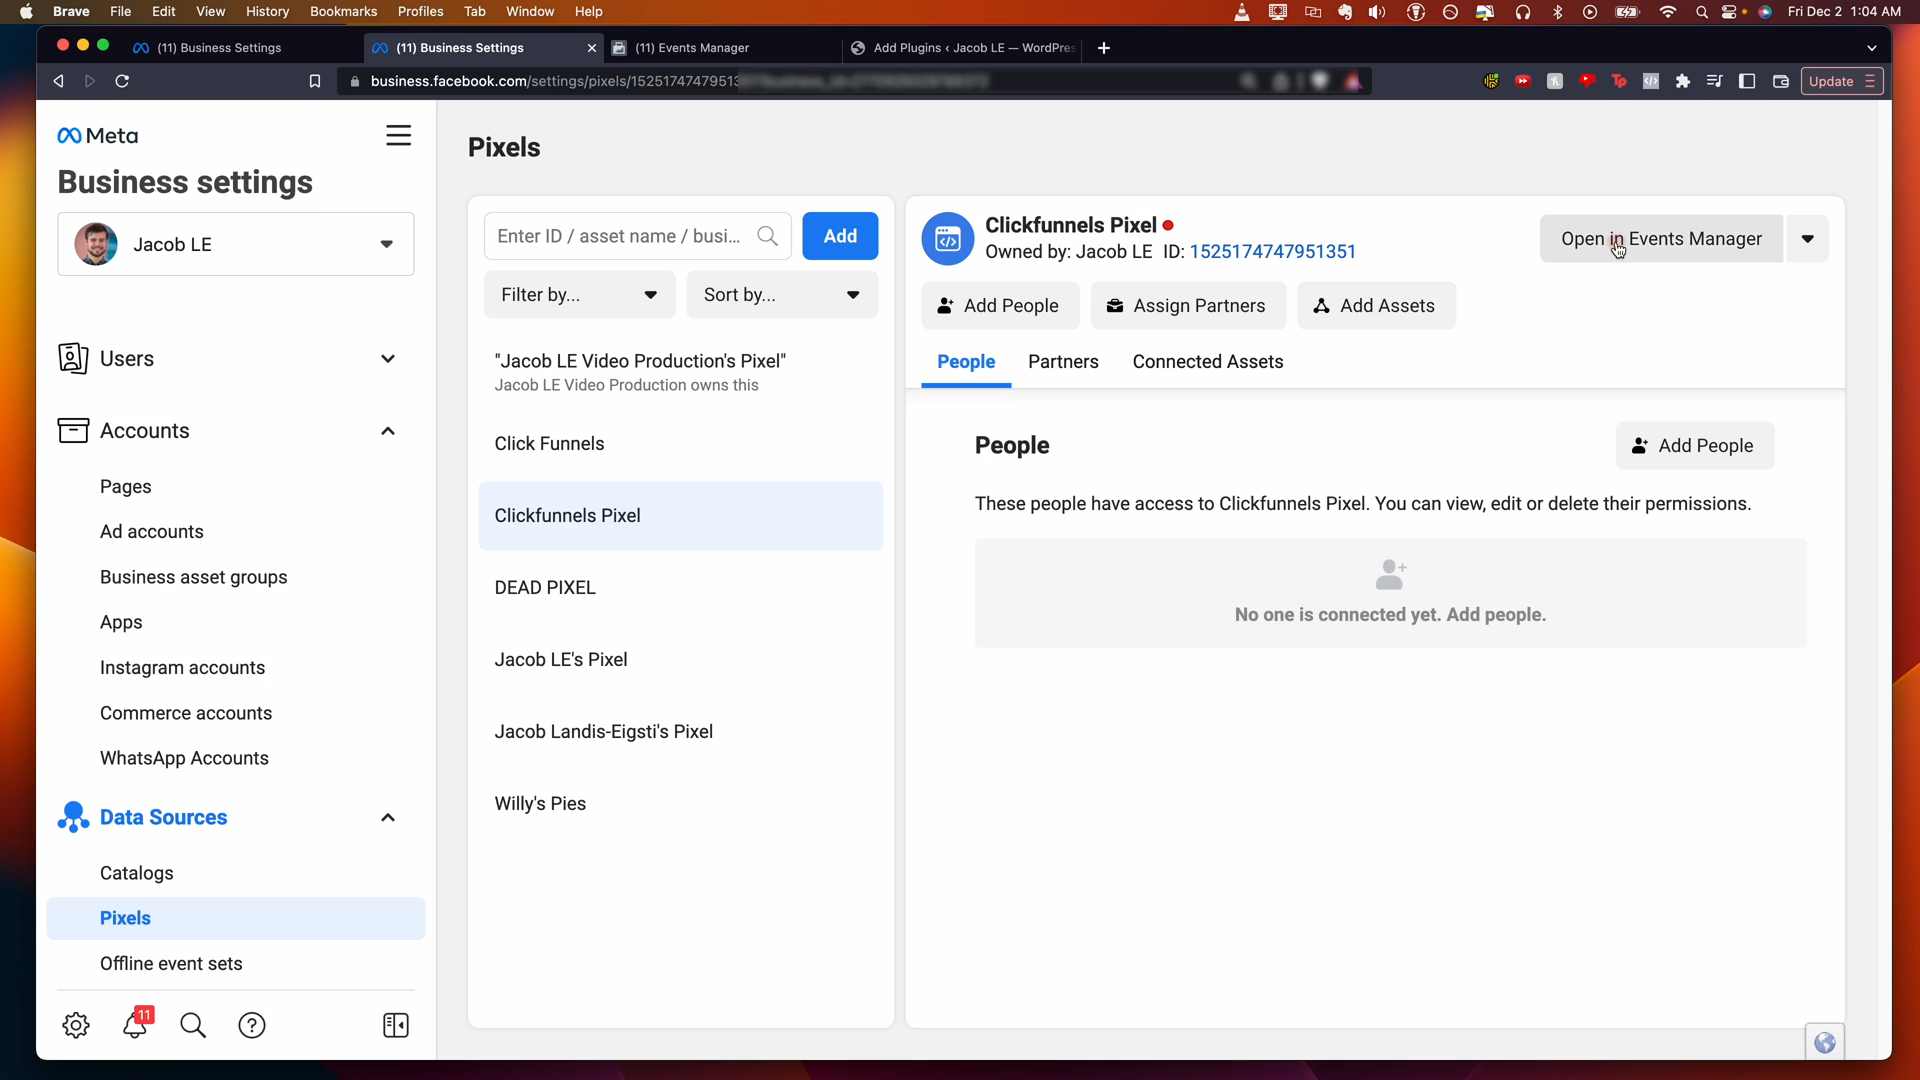 Brave File Edit View History Bookmarks Profiles Tab Window Help
Fri Dec 2 1:04 AM
(11) Business Settings
(11) Business Settings
(11) Events Manager
Add Plugins ‹ Jacob LE — WordPres
business.facebook.com/settings/pixels/1525174747951
Update
Meta
Business settings
Jacob LE
Users
Accounts
Pages
Ad accounts
Business asset groups
Apps
Instagram accounts
Commerce accounts
WhatsApp Accounts
Data Sources
Catalogs
Pixels
Offline event sets
11
Pixels
Enter ID / asset name / busi...
Add
Filter by...
Sort by...
"Jacob LE Video Production's Pixel"
Jacob LE Video Production owns this
Click Funnels
Clickfunnels Pixel
DEAD PIXEL
Jacob LE's Pixel
Jacob Landis-Eigsti's Pixel
Willy's Pies
Clickfunnels Pixel
Owned by: Jacob LE ID: 1525174747951351
Open in Events Manager
Add People
Assign Partners
Add Assets
People
Partners
Connected Assets
People
Add People
These people have access to Clickfunnels Pixel. You can view, edit or delete their permissions.
No one is connected yet. Add people.